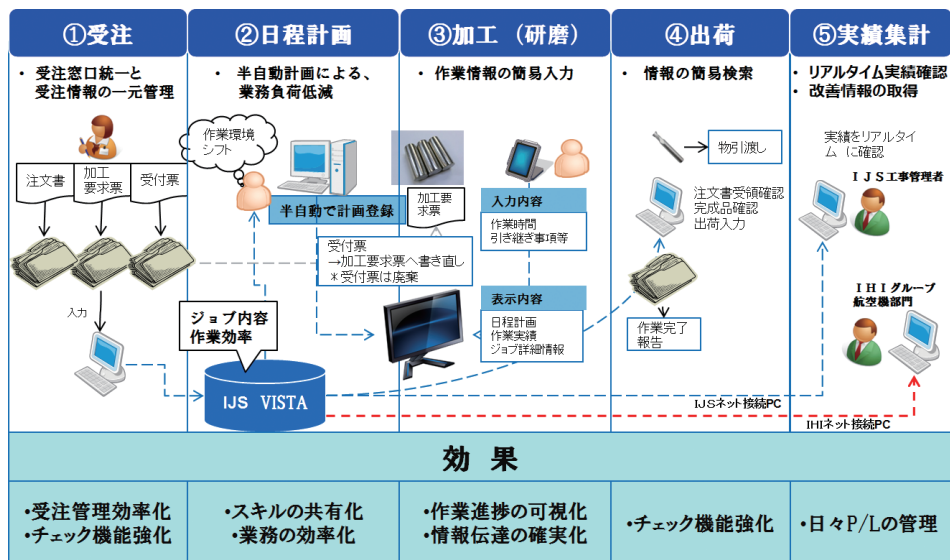 ①受注
・ 受注窓口統一と
受注情報の一元管理
注文書
加工
要求票
受付票
入力
②日程計画
・ 半自動計画による、
業務負荷低減
作業環境
シフト
半自動で計画登録
受付票
→加工要求票へ書き直し
＊受付票は廃棄
ジョブ内容
作業効率
IJS VISTA
③加工（研磨）
・ 作業情報の簡易入力
加工要
求票
入力内容
作業時間
引き継ぎ事項等
表示内容
日程計画
作業実績
ジョブ詳細情報
④出荷
・ 情報の簡易検索
物引渡し
注文書受領確認
完成品確認
出荷入力
作業完了
報告
⑤実績集計
・ リアルタイム実績確認
・ 改善情報の取得
実績をリアルタイ
ム に確認
ＩＪＳ工事管理者
ＩＨＩグループ
航空機部門
IJSネット接続PC
IHIネット接続PC
効 果
・受注管理効率化
・チェック機能強化
・スキルの共有化
・業務の効率化
・作業進捗の可視化
・情報伝達の確実化
・チェック機能強化
・日々P/Lの管理